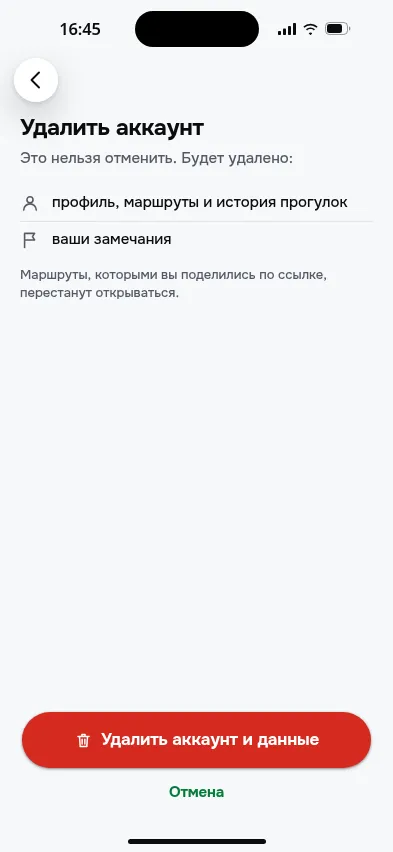 16:45
Удалить аккаунт
Это нельзя отменить. Будет удалено:
профиль, маршруты и история прогулок
ваши замечания
Маршруты, которыми вы поделились по ссылке,
перестанут открываться.
Удалить аккаунт и данные
Отмена